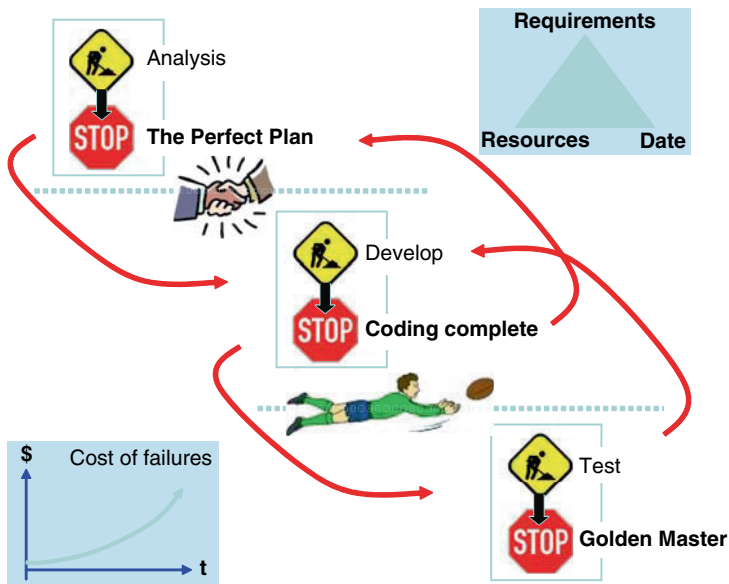 Requirements
Analysis
STOP
The Perfect Plan
Resources
Date
Develop
STOP
Coding complete
$
Cost of failures
t
Test
STOP
Golden Master